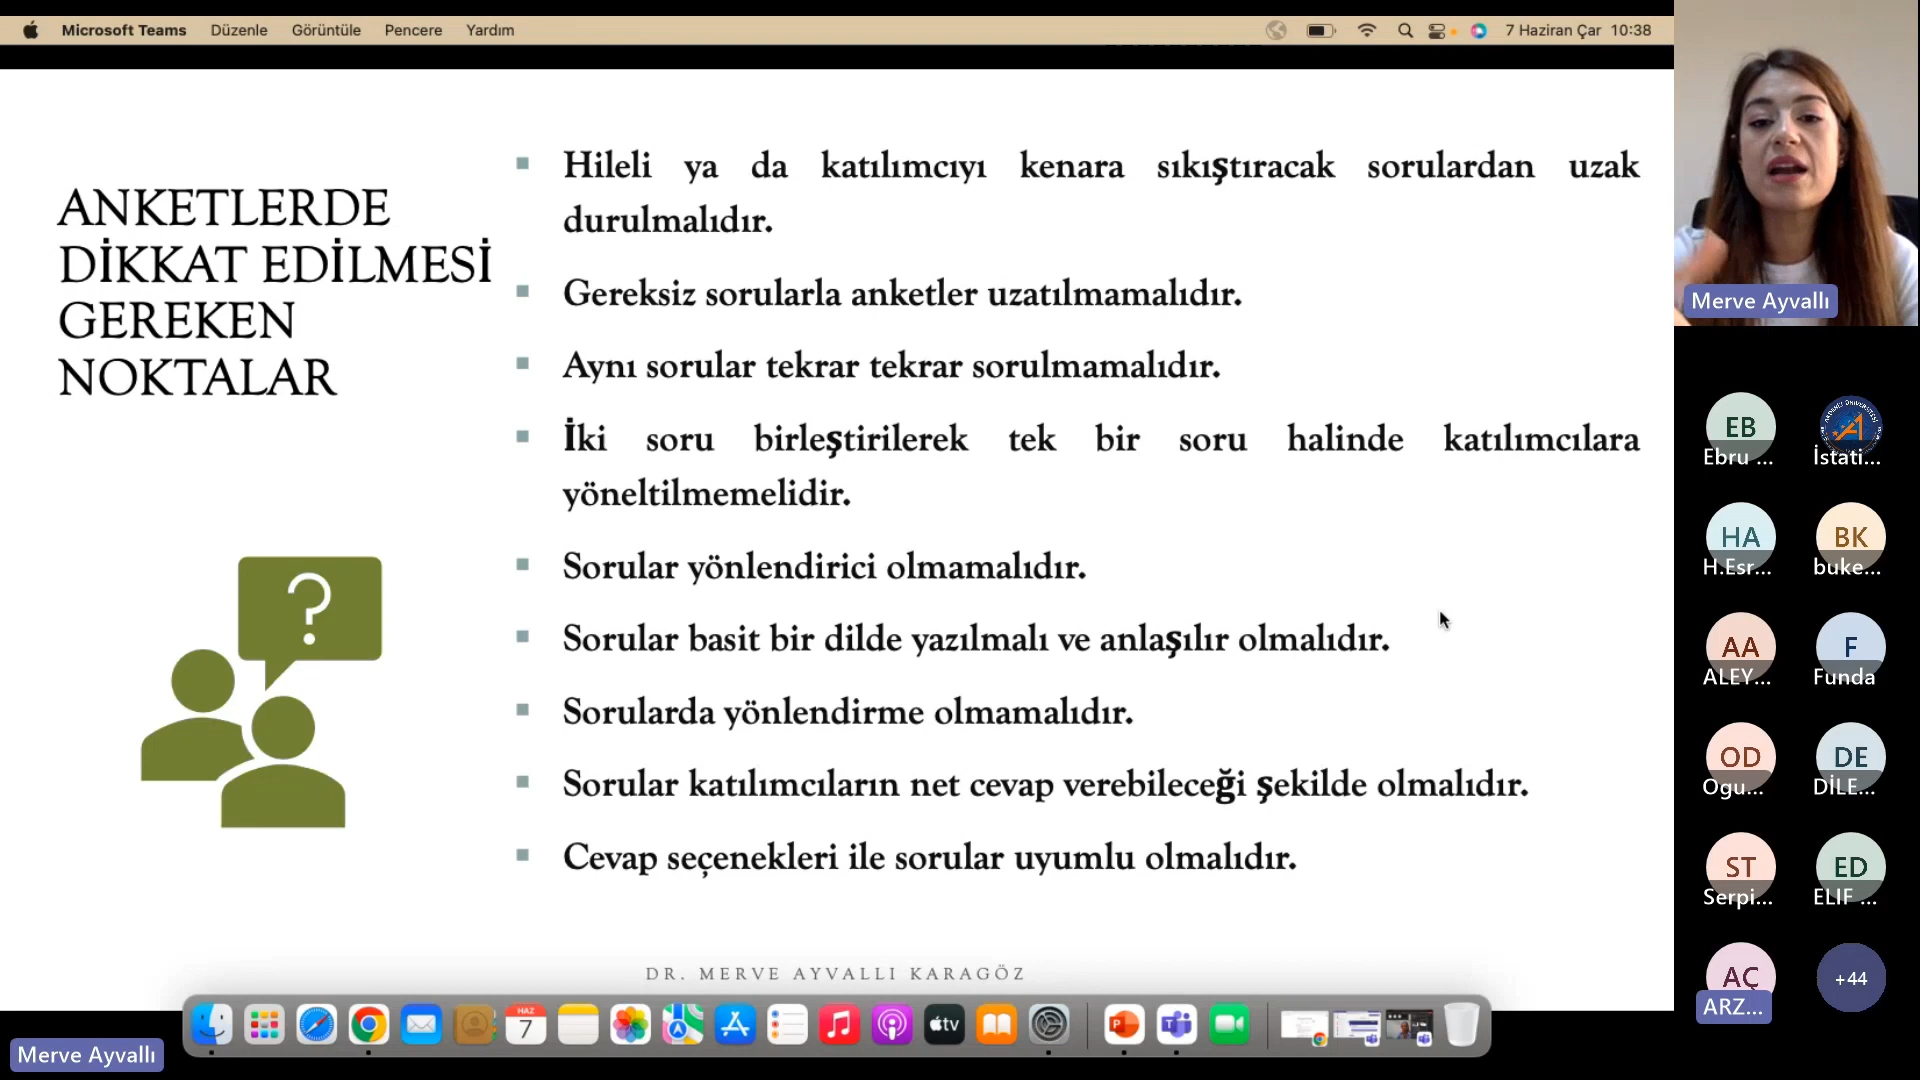 Microsoft Teams Düzenle Görüntüle Pencere Yardım 7 Haziran Çar 10:38
ANKETLERDE
DİKKAT EDİLMESİ
GEREKEN
NOKTALAR
Hileli ya da katılımcıyı kenara sıkıştıracak sorulardan uzak
durulmalıdır.
Gereksiz sorularla anketler uzatılmamalıdır.
Aynı sorular tekrar tekrar sorulmamalıdır.
İki soru birleştirilerek tek bir soru halinde katılımcılara
yöneltilmemelidir.
Sorular yönlendirici olmamalıdır.
Sorular basit bir dilde yazılmalı ve anlaşılır olmalıdır.
Sorularda yönlendirme olmamalıdır.
Sorular katılımcıların net cevap verebileceği şekilde olmalıdır.
Cevap seçenekleri ile sorular uyumlu olmalıdır.
?
DR. MERVE AYVALLI KARAGÖZ
HAZ
7
tv
Merve Ayvallı
Merve Ayvallı
EB
Ebru ...
İstati...
HA BK
H.Esr... buke...
AA F
ALEY... Funda
OD DE
Ogu... DİLE...
ST ED
Serpi... ELIF ...
AÇ +44
ARZ...